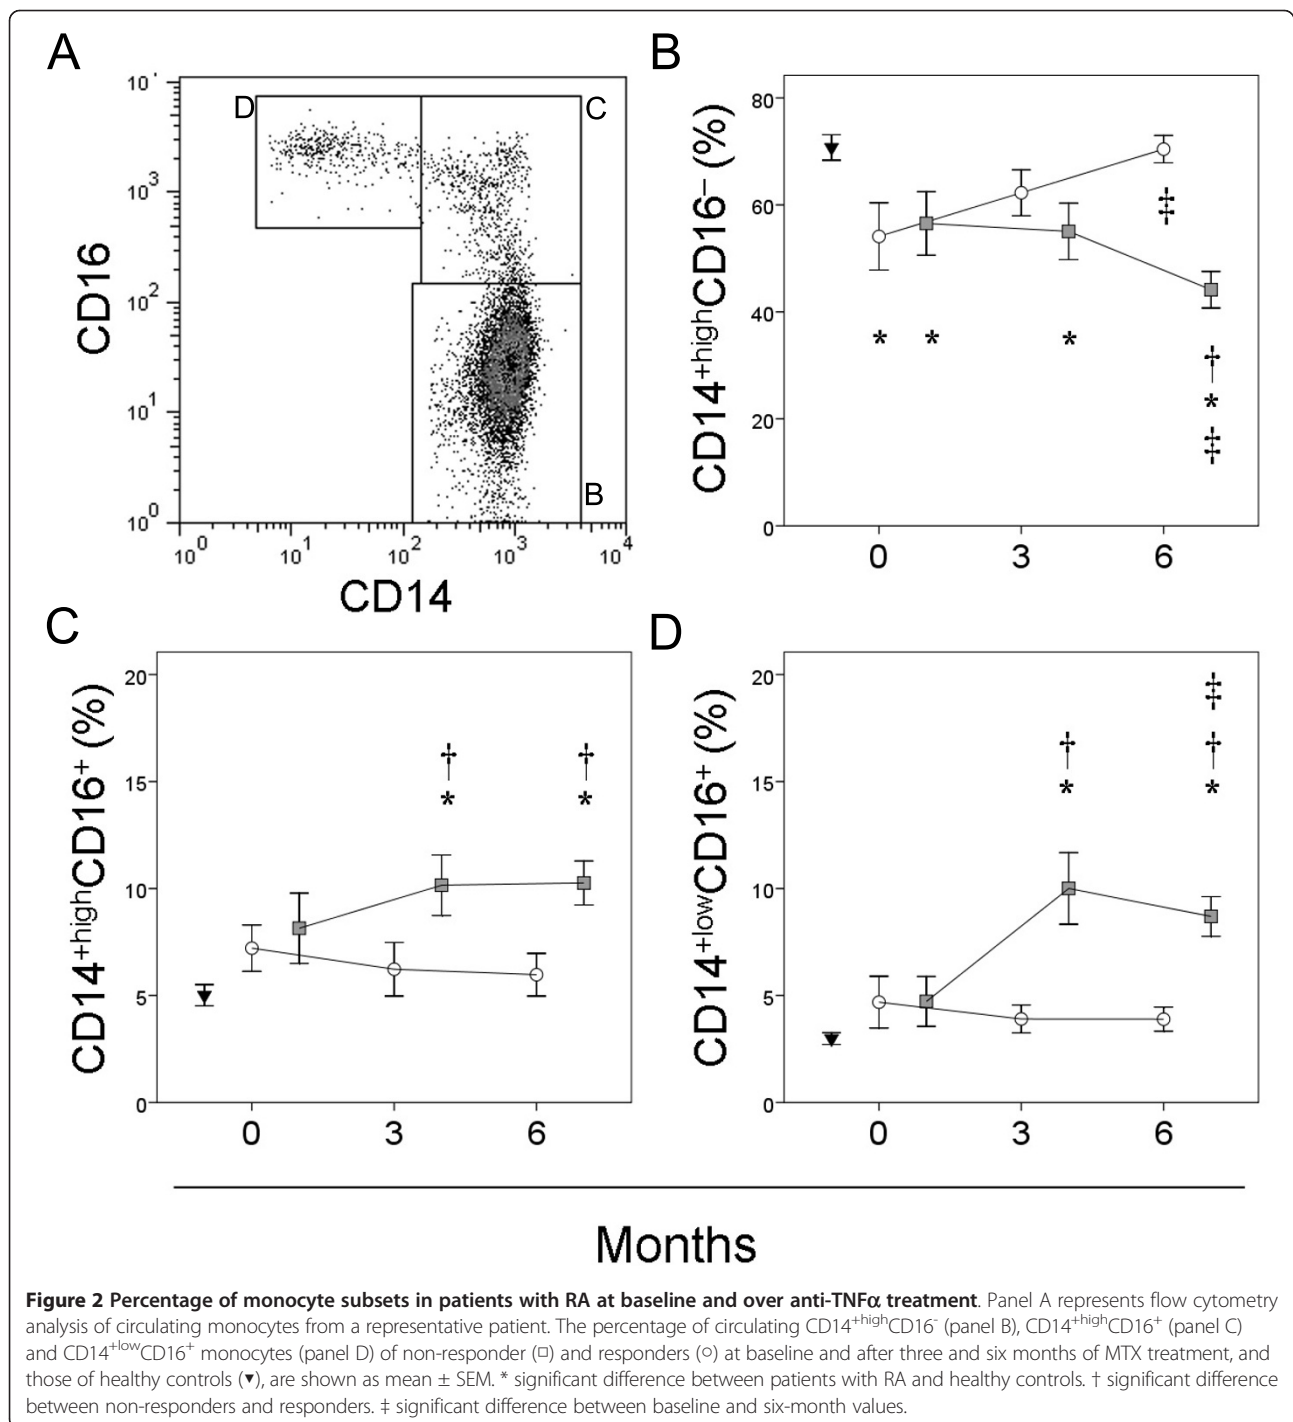 A
CD16
10¹
10³
10²
10¹
10⁰
D
C
B
10⁰ 10¹ 10² 10³ 10⁴
CD14
B
CD14⁺ʰⁱᵍʰCD16⁻ (%)
80
60
40
20
0
‡
* * *
†
*
‡
0 3 6
C
CD14⁺ʰⁱᵍʰCD16⁺ (%)
20
15
10
5
0
† †
* *
0 3 6
D
CD14⁺ˡᵒʷCD16⁺ (%)
20
15
10
5
0
‡
† †
* *
0 3 6
Months
Figure 2 Percentage of monocyte subsets in patients with RA at baseline and over anti-TNFα treatment. Panel A represents flow cytometry
analysis of circulating monocytes from a representative patient. The percentage of circulating CD14⁺ʰⁱᵍʰCD16⁻ (panel B), CD14⁺ʰⁱᵍʰCD16⁺ (panel C)
and CD14⁺ˡᵒʷCD16⁺ monocytes (panel D) of non-responder (□) and responders (○) at baseline and after three and six months of MTX treatment, and
those of healthy controls (▼), are shown as mean ± SEM. * significant difference between patients with RA and healthy controls. † significant difference
between non-responders and responders. ‡ significant difference between baseline and six-month values.